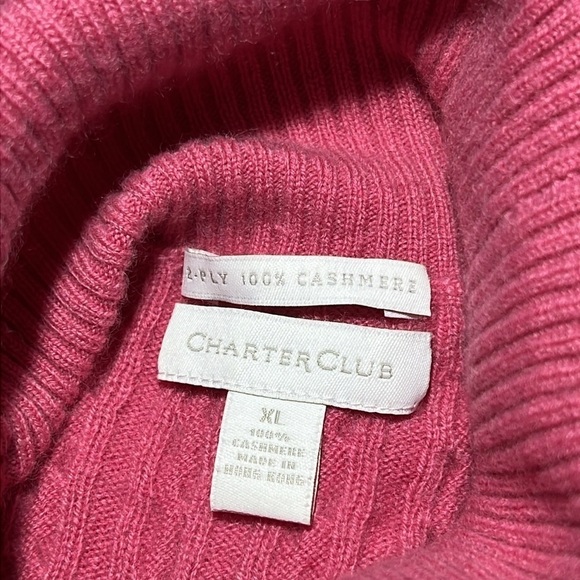 2-PLY 100% CASHMERE
CHARTER CLUB
XL
100%
CASHMERE
MADE IN
HONG KONG